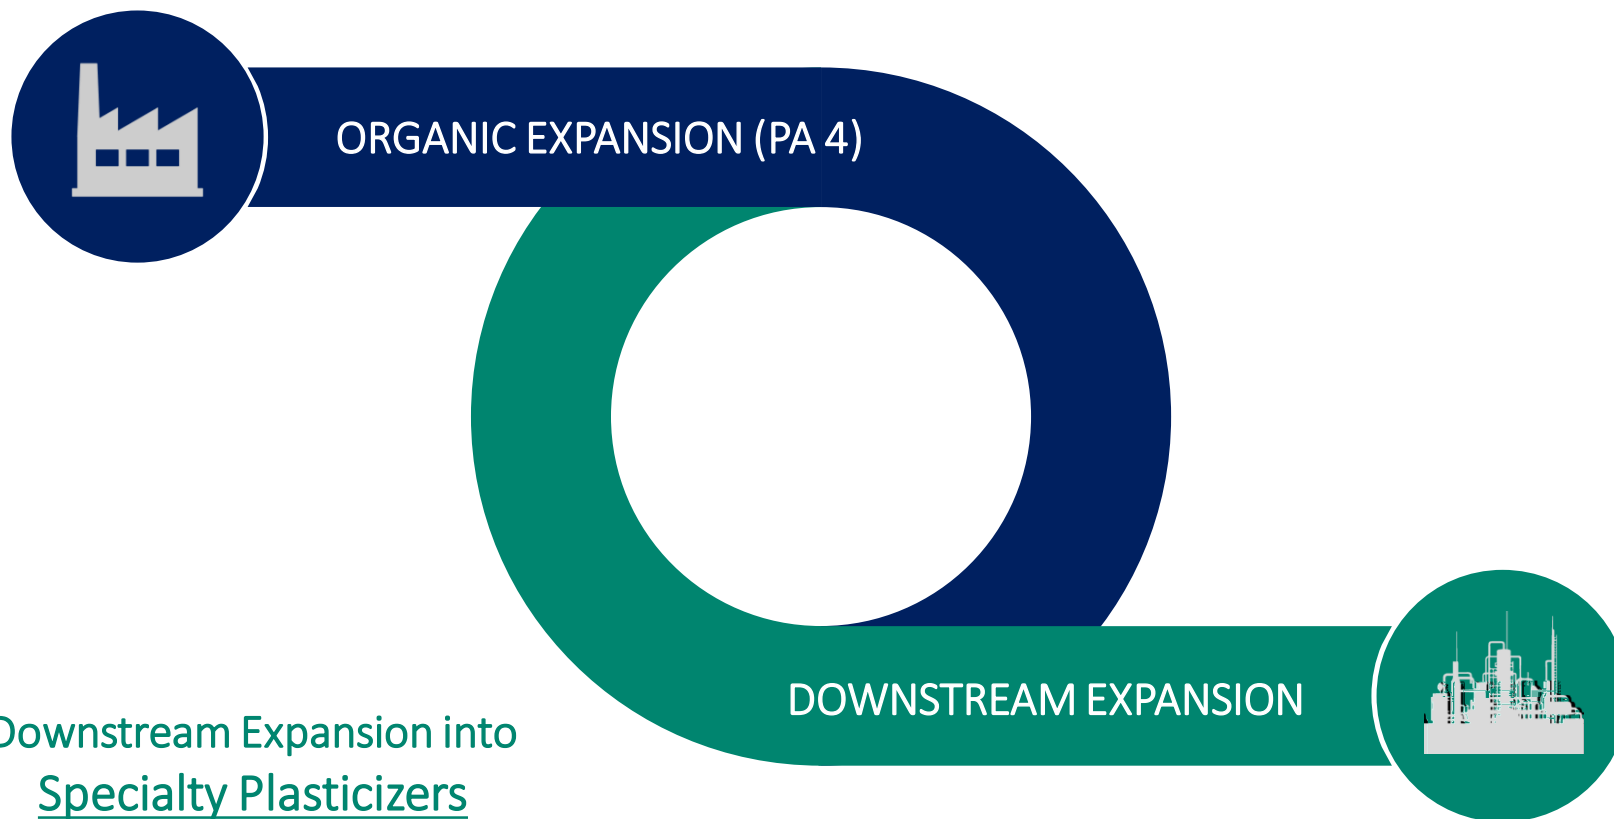 ORGANIC EXPANSION (PA 4)
DOWNSTREAM EXPANSION
Downstream Expansion into
Specialty Plasticizers